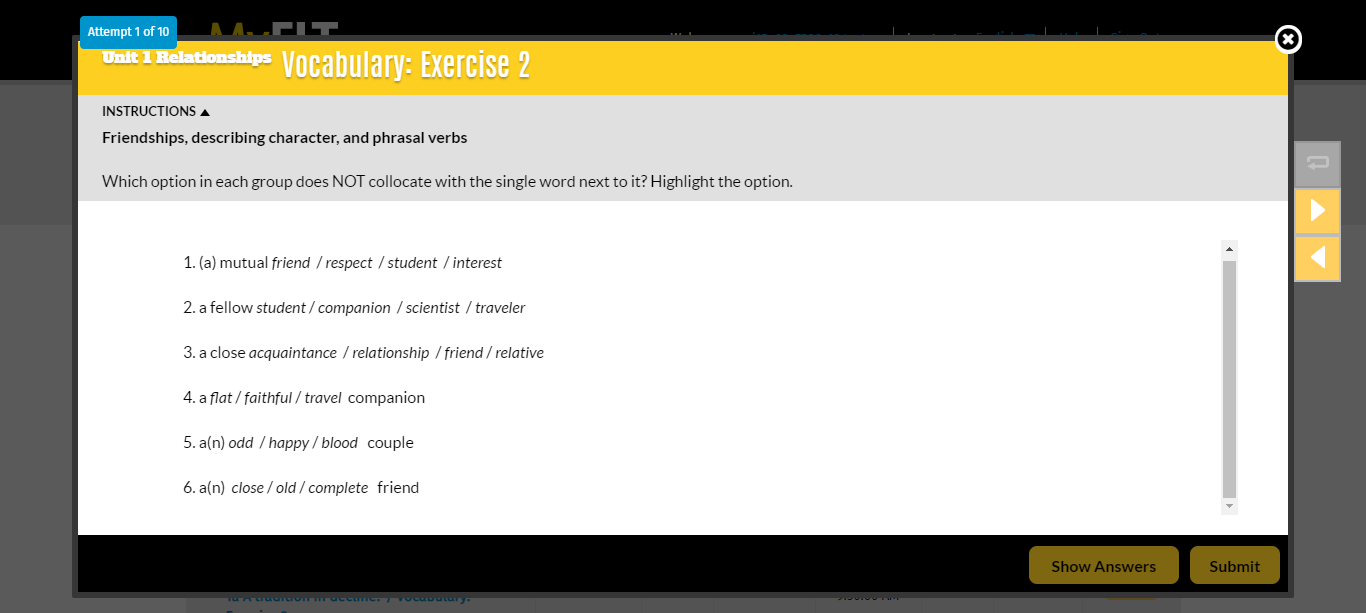 Attempt 1 of 10
Unit 1 Relationships Vocabulary: Exercise 2
INSTRUCTIONS
Friendships, describing character, and phrasal verbs
Which option in each group does NOT collocate with the single word next to it? Highlight the option.
1. (a) mutual friend / respect / student / interest
2. a fellow student / companion / scientist / traveler
3. a close acquaintance / relationship / friend / relative
4. a flat / faithful / travel companion
5. a(n) odd / happy / blood couple
6. a(n) close / old / complete friend
Show Answers Submit